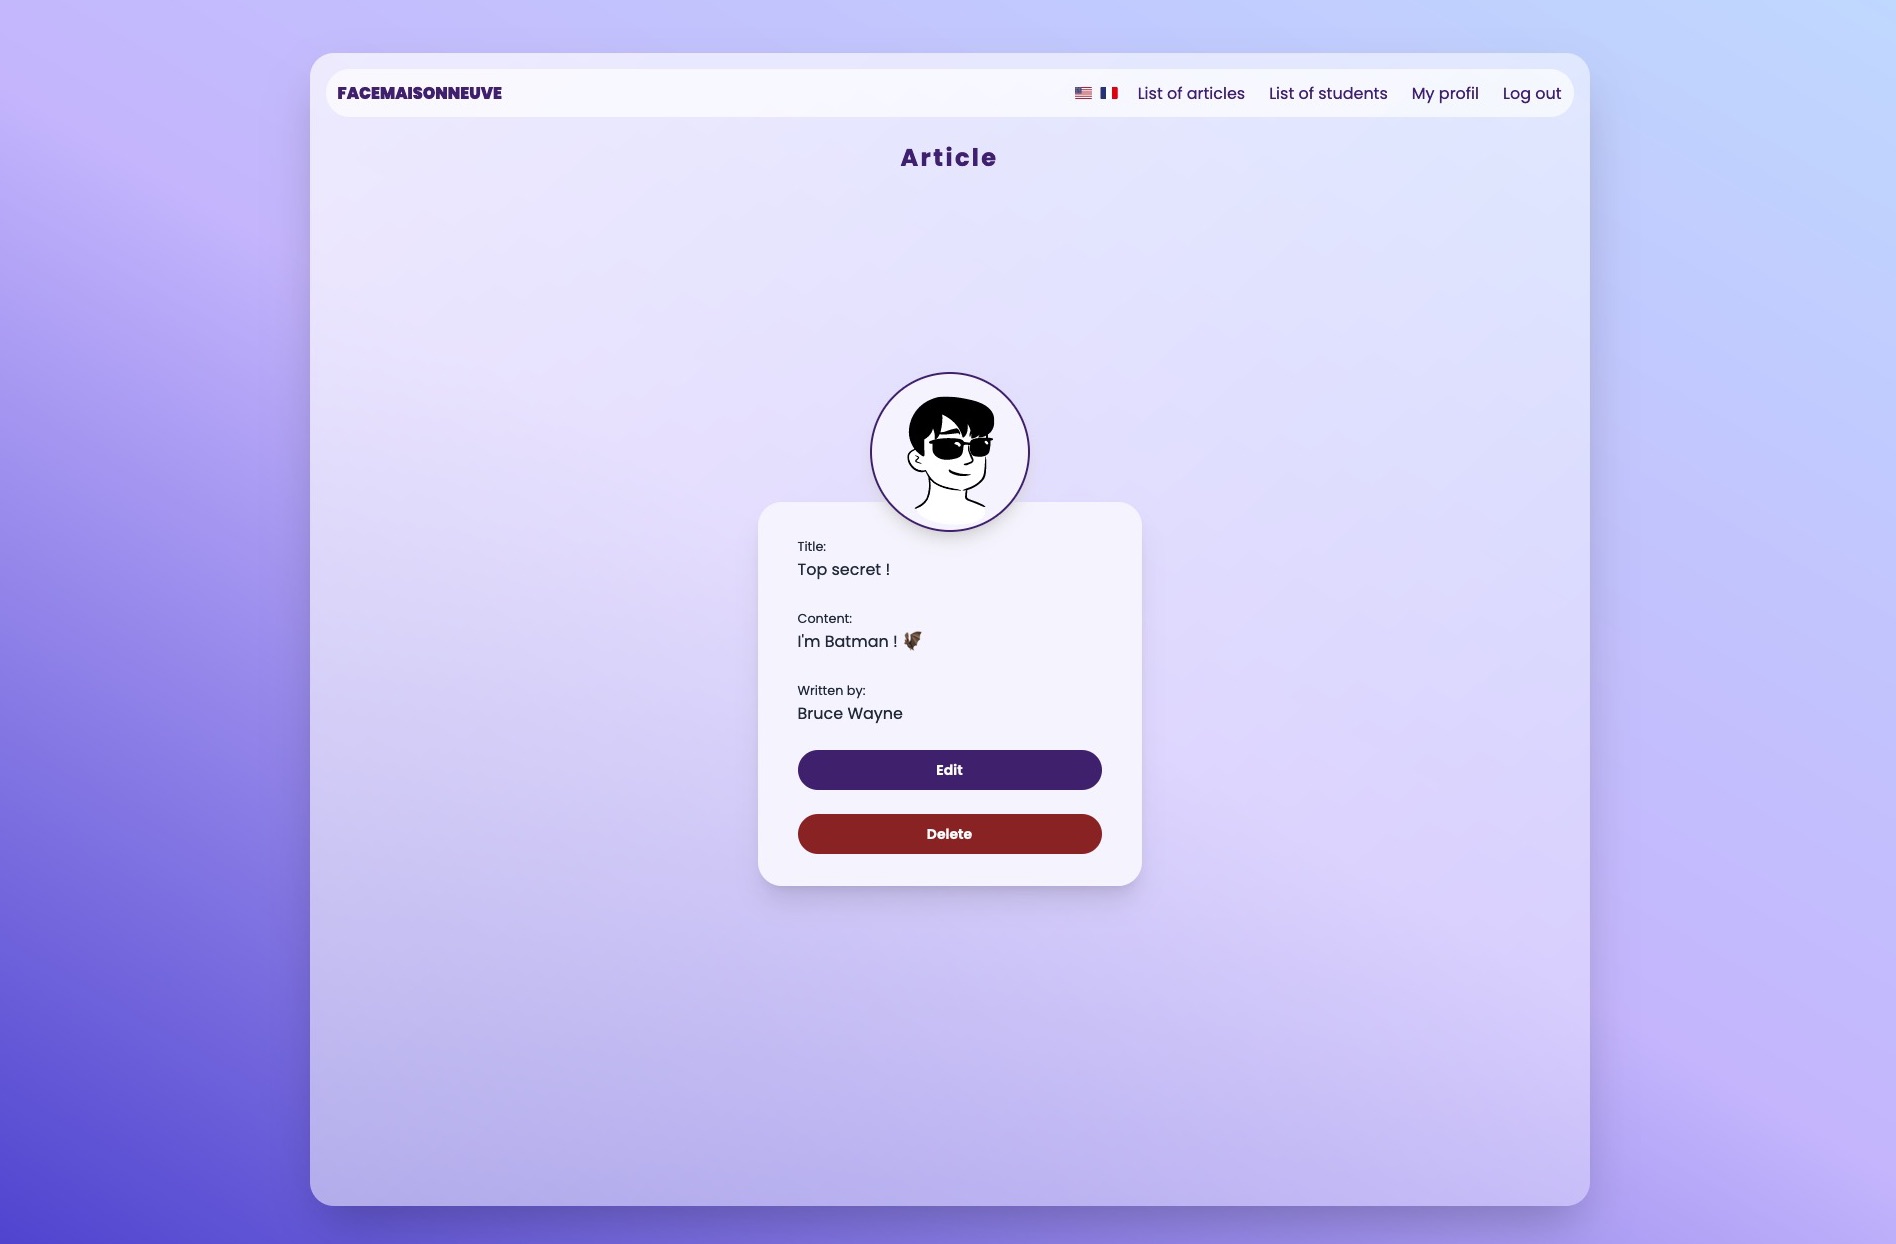 FACEMAISONNEUVE
List of articles
List of students
My profil
Log out
Article
Title:
Top secret !
Content:
I'm Batman ! 🦇
Written by:
Bruce Wayne
Edit
Delete